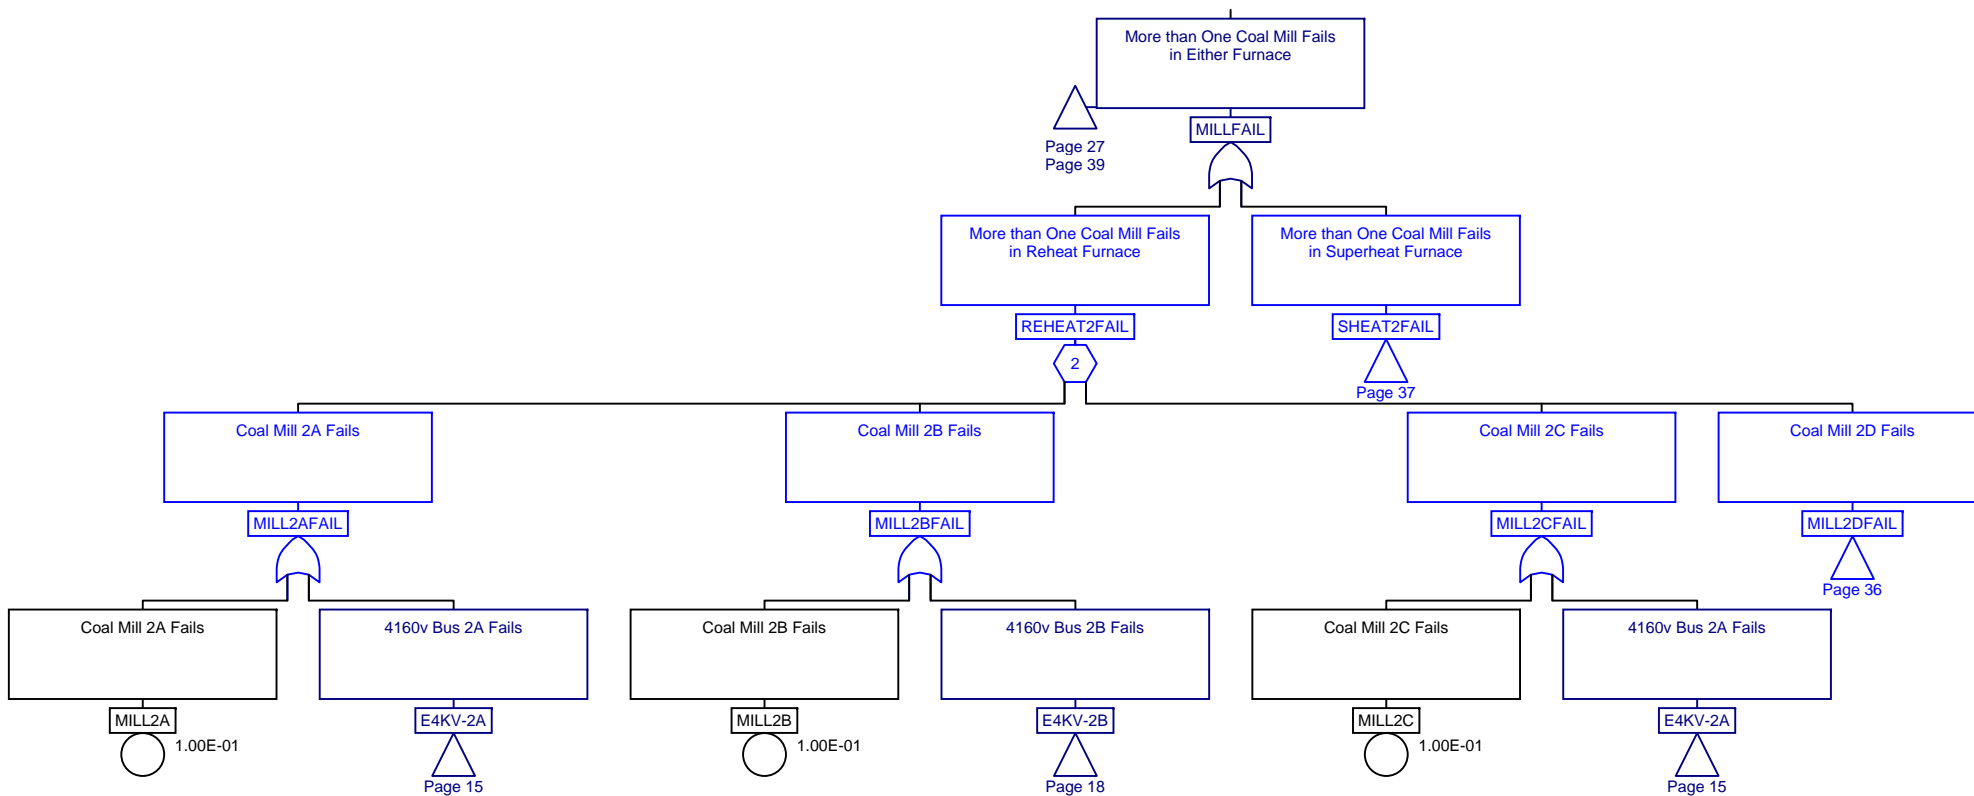 More than One Coal Mill Fails
in Either Furnace
MILLFAIL
Page 27
Page 39
More than One Coal Mill Fails
in Reheat Furnace
REHEAT2FAIL
2
More than One Coal Mill Fails
in Superheat Furnace
SHEAT2FAIL
Page 37
Coal Mill 2A Fails
MILL2AFAIL
Coal Mill 2B Fails
MILL2BFAIL
Coal Mill 2C Fails
MILL2CFAIL
Coal Mill 2D Fails
MILL2DFAIL
Page 36
Coal Mill 2A Fails
MILL2A
1.00E-01
4160v Bus 2A Fails
E4KV-2A
Page 15
Coal Mill 2B Fails
MILL2B
1.00E-01
4160v Bus 2B Fails
E4KV-2B
Page 18
Coal Mill 2C Fails
MILL2C
1.00E-01
4160v Bus 2A Fails
E4KV-2A
Page 15